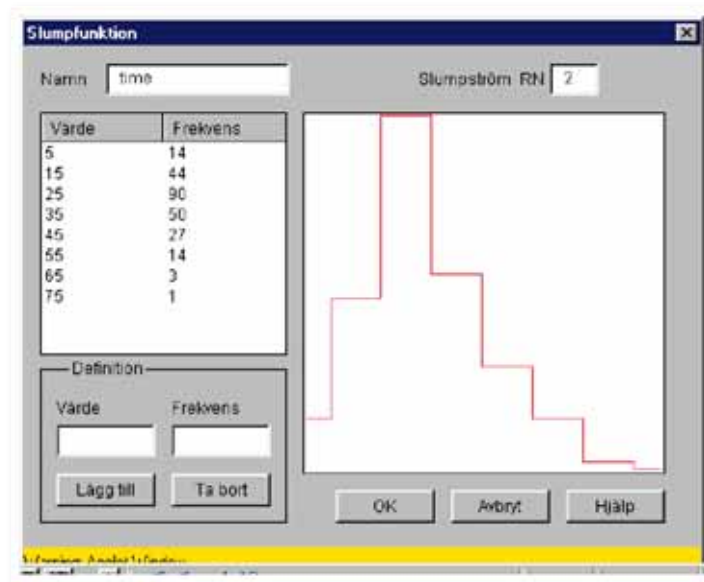 Slumpfunktion
Namn time Slumpström RN 2
Värde Frekvens
5 14
15 44
25 90
35 50
45 27
55 14
65 3
75 1
Definition
Värde Frekvens
Lägg till Ta bort
OK Avbryt Hjälp